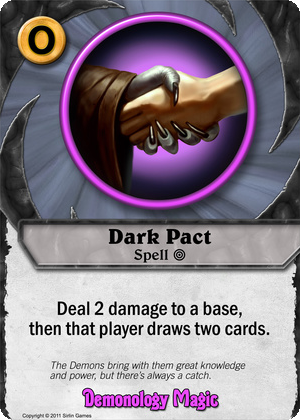 0
Dark Pact
Spell ◎
Deal 2 damage to a base,
then that player draws two cards.
The Demons bring with them great knowledge
and power, but there's always a catch.
Demonology Magic
Copyright © 2011 Sirlin Games